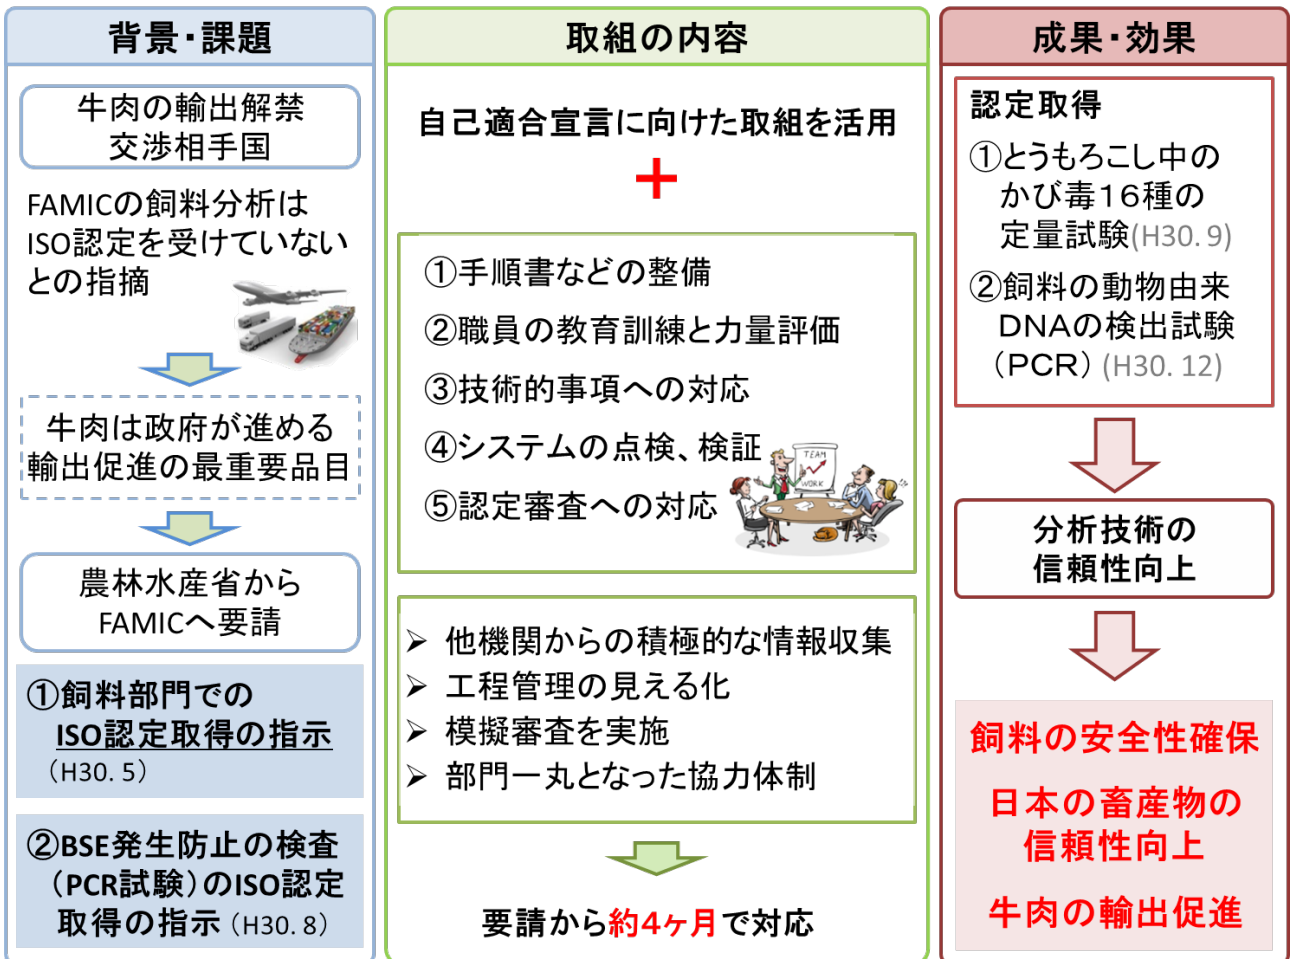 背景・課題
牛肉の輸出解禁
交渉相手国
FAMICの飼料分析は
ISO認定を受けていない
との指摘
牛肉は政府が進める
輸出促進の最重要品目
農林水産省から
FAMICへ要請
①飼料部門での
ISO認定取得の指示
（H30. 5）
②BSE発生防止の検査
（PCR試験）のISO認定
取得の指示（H30. 8）
取組の内容
自己適合宣言に向けた取組を活用
＋
①手順書などの整備
②職員の教育訓練と力量評価
③技術的事項への対応
④システムの点検、検証
⑤認定審査への対応
TEAM
WORK
➢ 他機関からの積極的な情報収集
➢ 工程管理の見える化
➢ 模擬審査を実施
➢ 部門一丸となった協力体制
要請から約４ヶ月で対応
成果・効果
認定取得
①とうもろこし中の
かび毒１６種の
定量試験(H30. 9)
②飼料の動物由来
ＤＮＡの検出試験
（ＰＣＲ）(H30. 12)
分析技術の
信頼性向上
飼料の安全性確保
日本の畜産物の
信頼性向上
牛肉の輸出促進